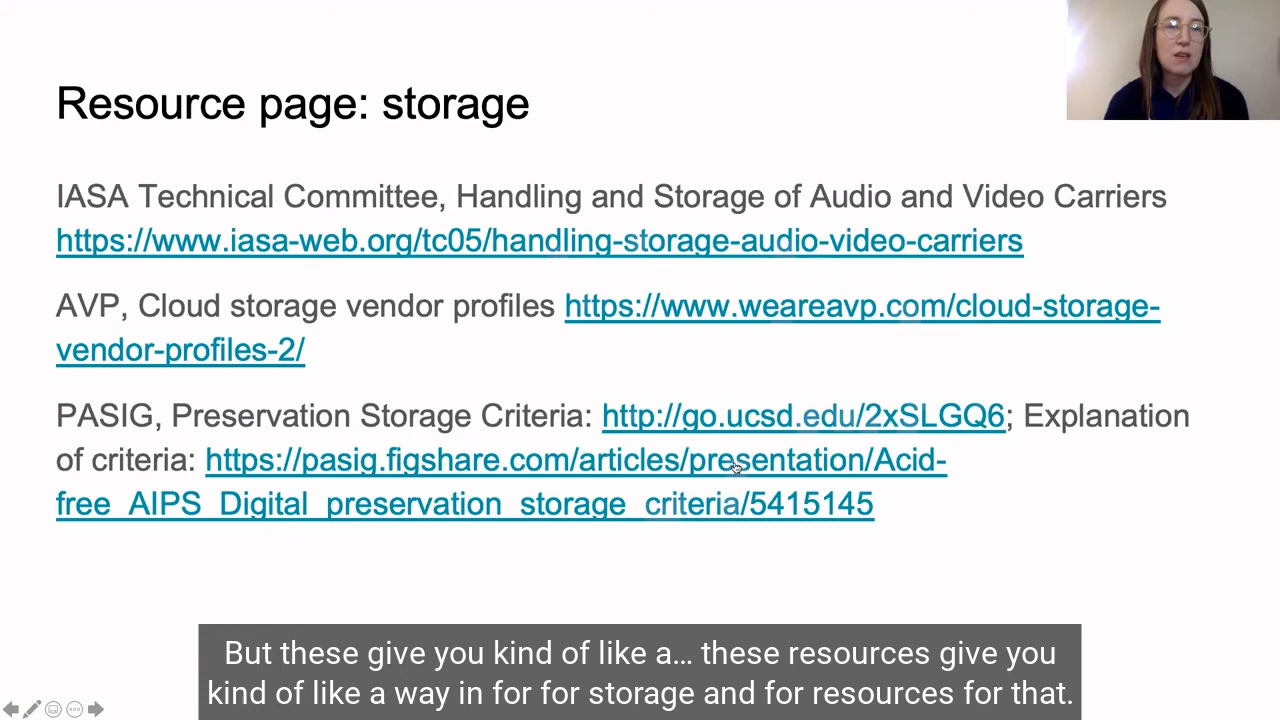 Resource page: storage
IASA Technical Committee, Handling and Storage of Audio and Video Carriers
https://www.iasa-web.org/tc05/handling-storage-audio-video-carriers
AVP, Cloud storage vendor profiles https://www.weareavp.com/cloud-storage-
vendor-profiles-2/
PASIG, Preservation Storage Criteria: http://go.ucsd.edu/2xSLGQ6; Explanation
of criteria: https://pasig.figshare.com/articles/presentation/Acid-
free_AIPS_Digital_preservation_storage_criteria/5415145
But these give you kind of like a… these resources give you
kind of like a way in for for storage and for resources for that.